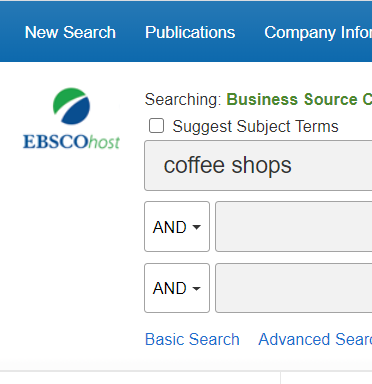 New Search Publications Company Infor
Searching: Business Source C
Suggest Subject Terms
EBSCOhost
coffee shops
AND
AND
Basic Search Advanced Sear